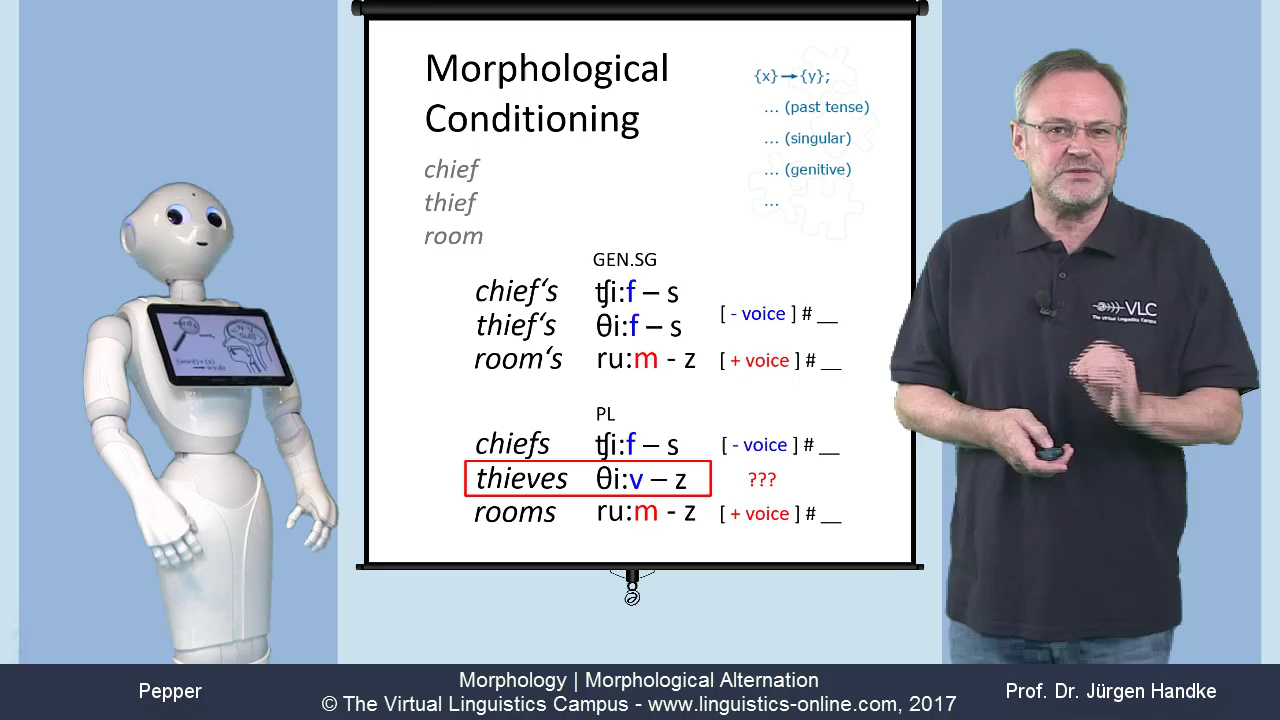 Morphological
Conditioning
{x}→{y};
... (past tense)
... (singular)
... (genitive)
...
chief
thief
room
GEN.SG
chief‘s ʧi:f – s [ - voice ] # __
thief‘s θi:f – s
room‘s ru:m - z [ + voice ] # __
PL
chiefs ʧi:f – s [ - voice ] # __
thieves θi:v – z ???
rooms ru:m - z [ + voice ] # __
VLC
The Virtual Linguistics Campus
Pepper
Morphology | Morphological Alternation
© The Virtual Linguistics Campus - www.linguistics-online.com, 2017
Prof. Dr. Jürgen Handke